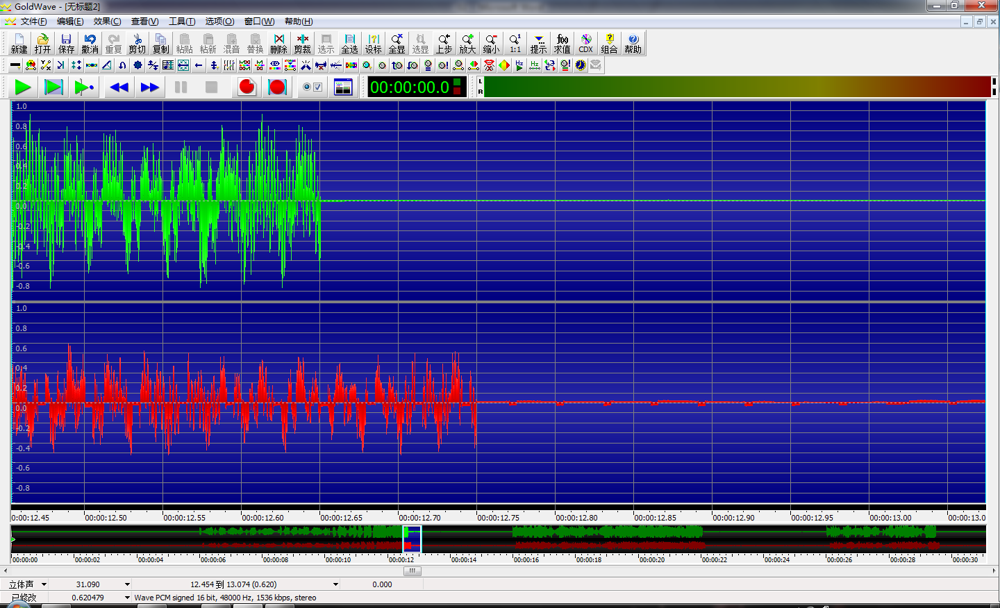 GoldWave - [无标题2]
文件(F) 编辑(E) 效果(C) 查看(V) 工具(T) 选项(O) 窗口(W) 帮助(H)
新建 打开 保存 撤消 重复 剪切 复制 粘贴 粘新 混音 替换 删除 剪裁 选示 全选 设标 全显 选显 上步 放大 缩小 1:1 提示 求值 CDX 组合 帮助
00:00:00.0
L
R
1.0
0.8
0.6
0.4
0.2
0.0
-0.2
-0.4
-0.6
-0.8
1.0
0.8
0.6
0.4
0.2
0.0
-0.2
-0.4
-0.6
-0.8
0:00:12.45 00:00:12.50 00:00:12.55 00:00:12.60 00:00:12.65 00:00:12.70 00:00:12.75 00:00:12.80 00:00:12.85 00:00:12.90 00:00:12.95 00:00:13.00 00:00:13.0
00:00:00 00:00:02 00:00:04 00:00:06 00:00:08 00:00:10 00:00:12 00:00:14 00:00:16 00:00:18 00:00:20 00:00:22 00:00:24 00:00:26 00:00:28 00:00:30
立体声 31.090 12.454 到 13.074 (0.620) 0.000
已修改 0.620479 Wave PCM signed 16 bit, 48000 Hz, 1536 kbps, stereo